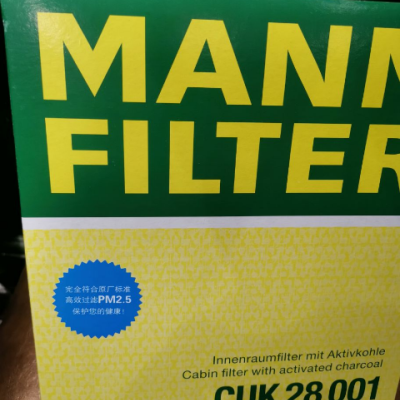 MANN
FILTER
完全符合原厂标准
高效过滤PM2.5
保护您的健康!
Innenraumfilter mit Aktivkohle
Cabin filter with activated charcoal
CUK 28 001